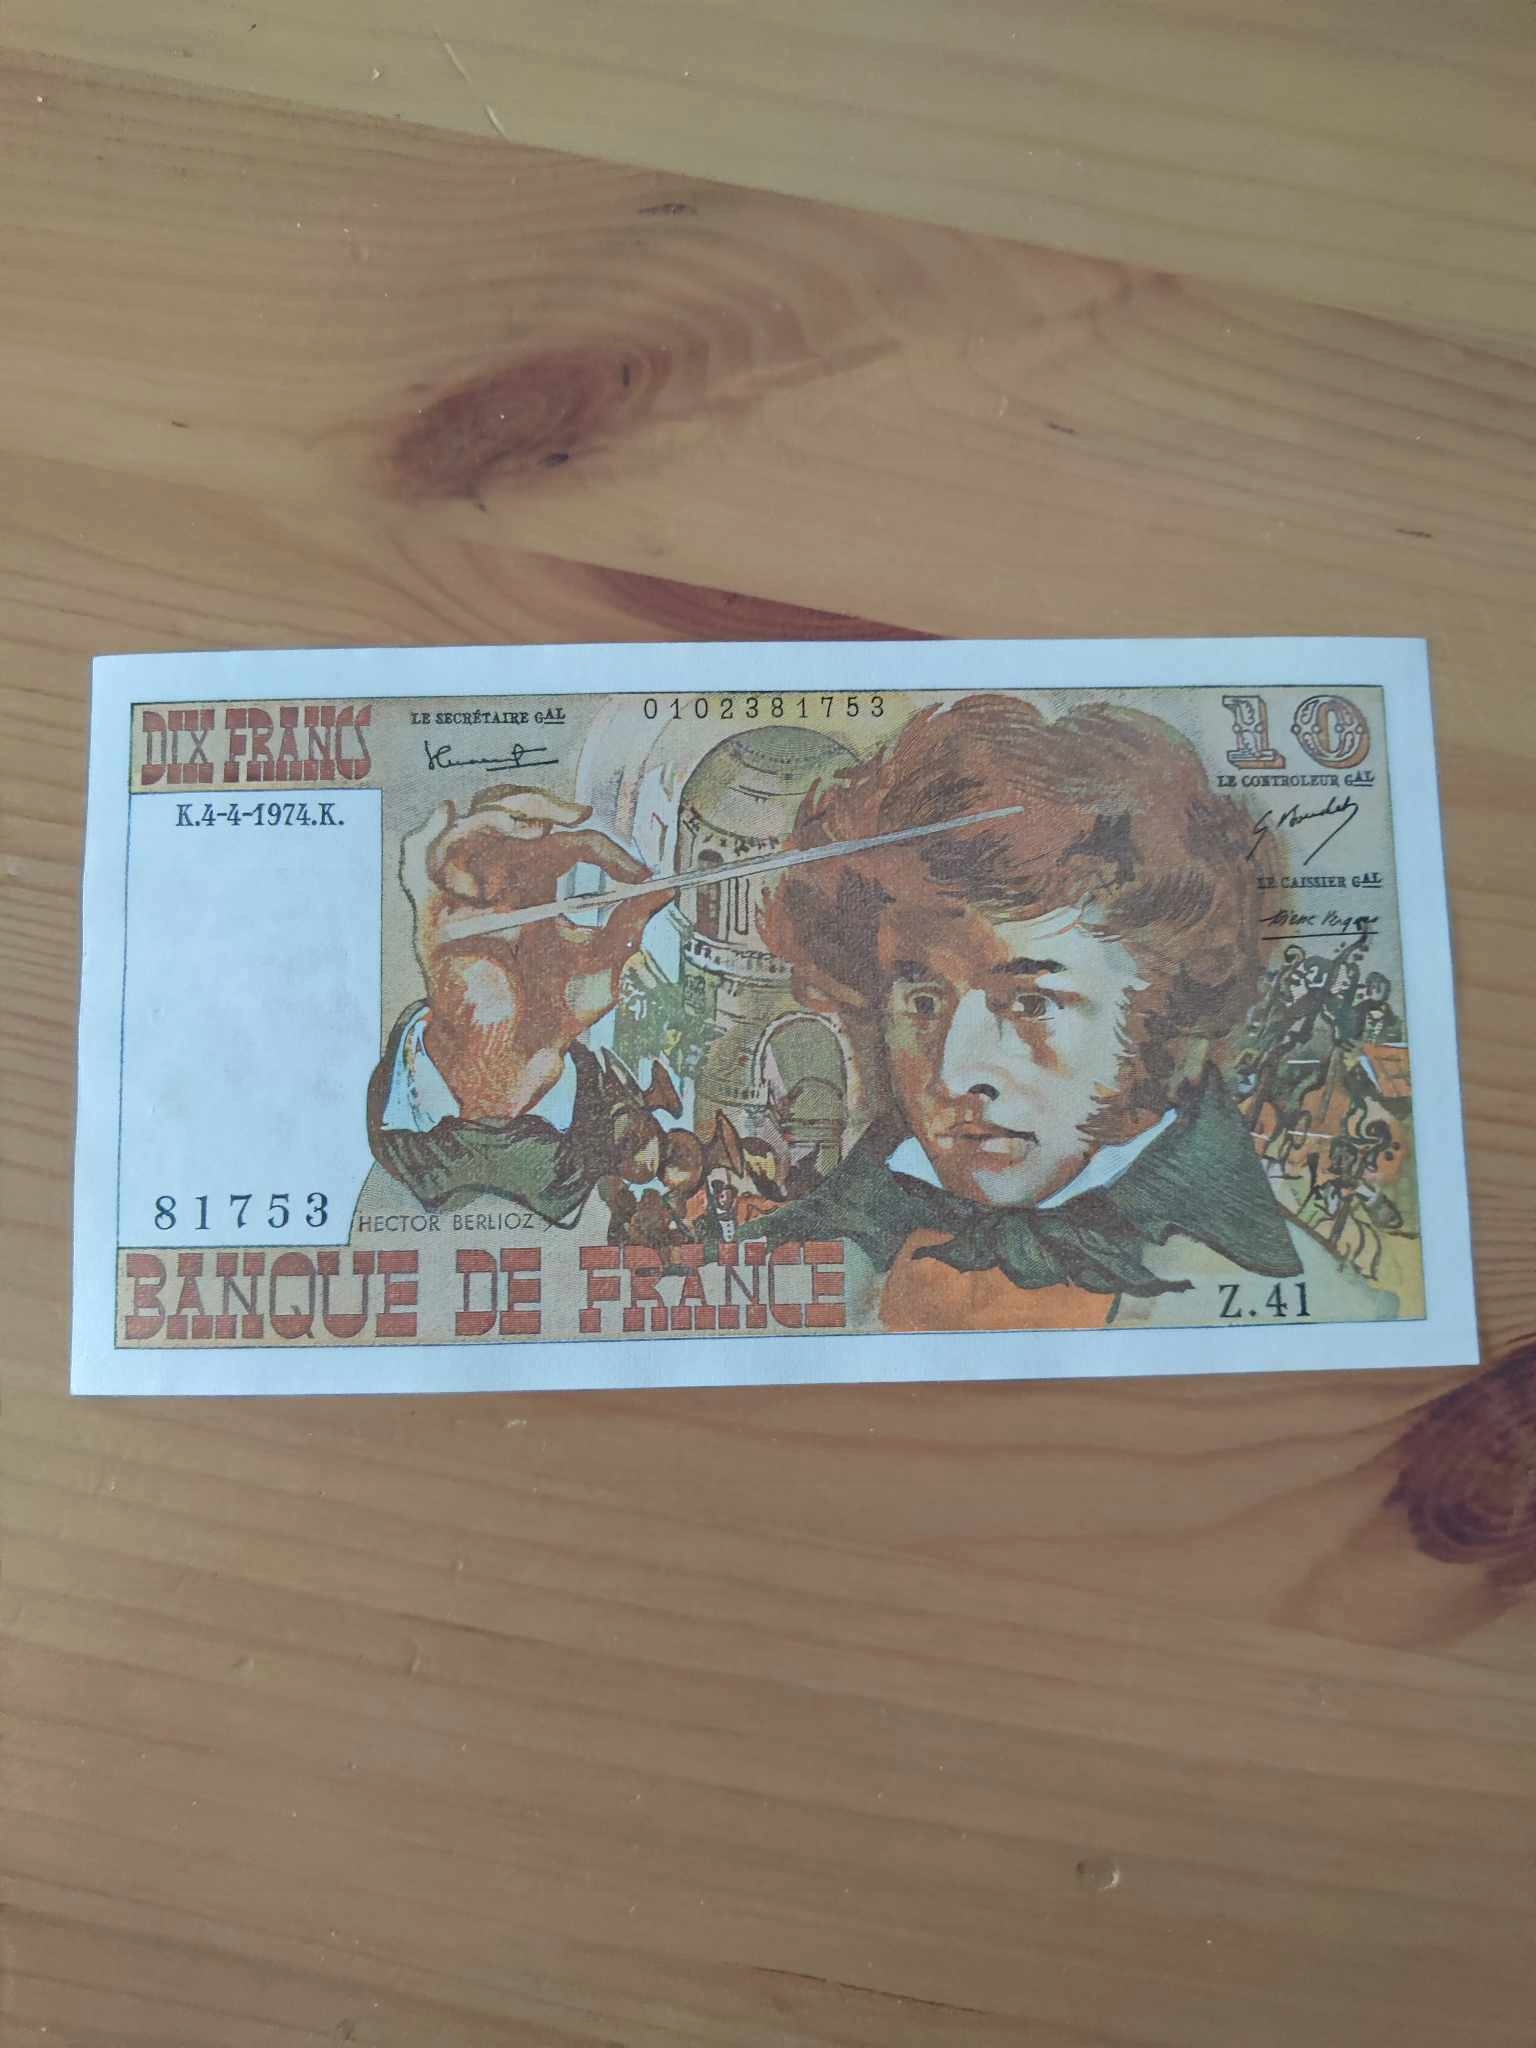 DIX FRANCS
LE SECRÉTAIRE GAL
0102381753
10
LE CONTROLEUR GAL
G Bouchet
K.4-4-1974.K.
LE CAISSIER GAL
81753
HECTOR BERLIOZ
BANQUE DE FRANCE
Z.41